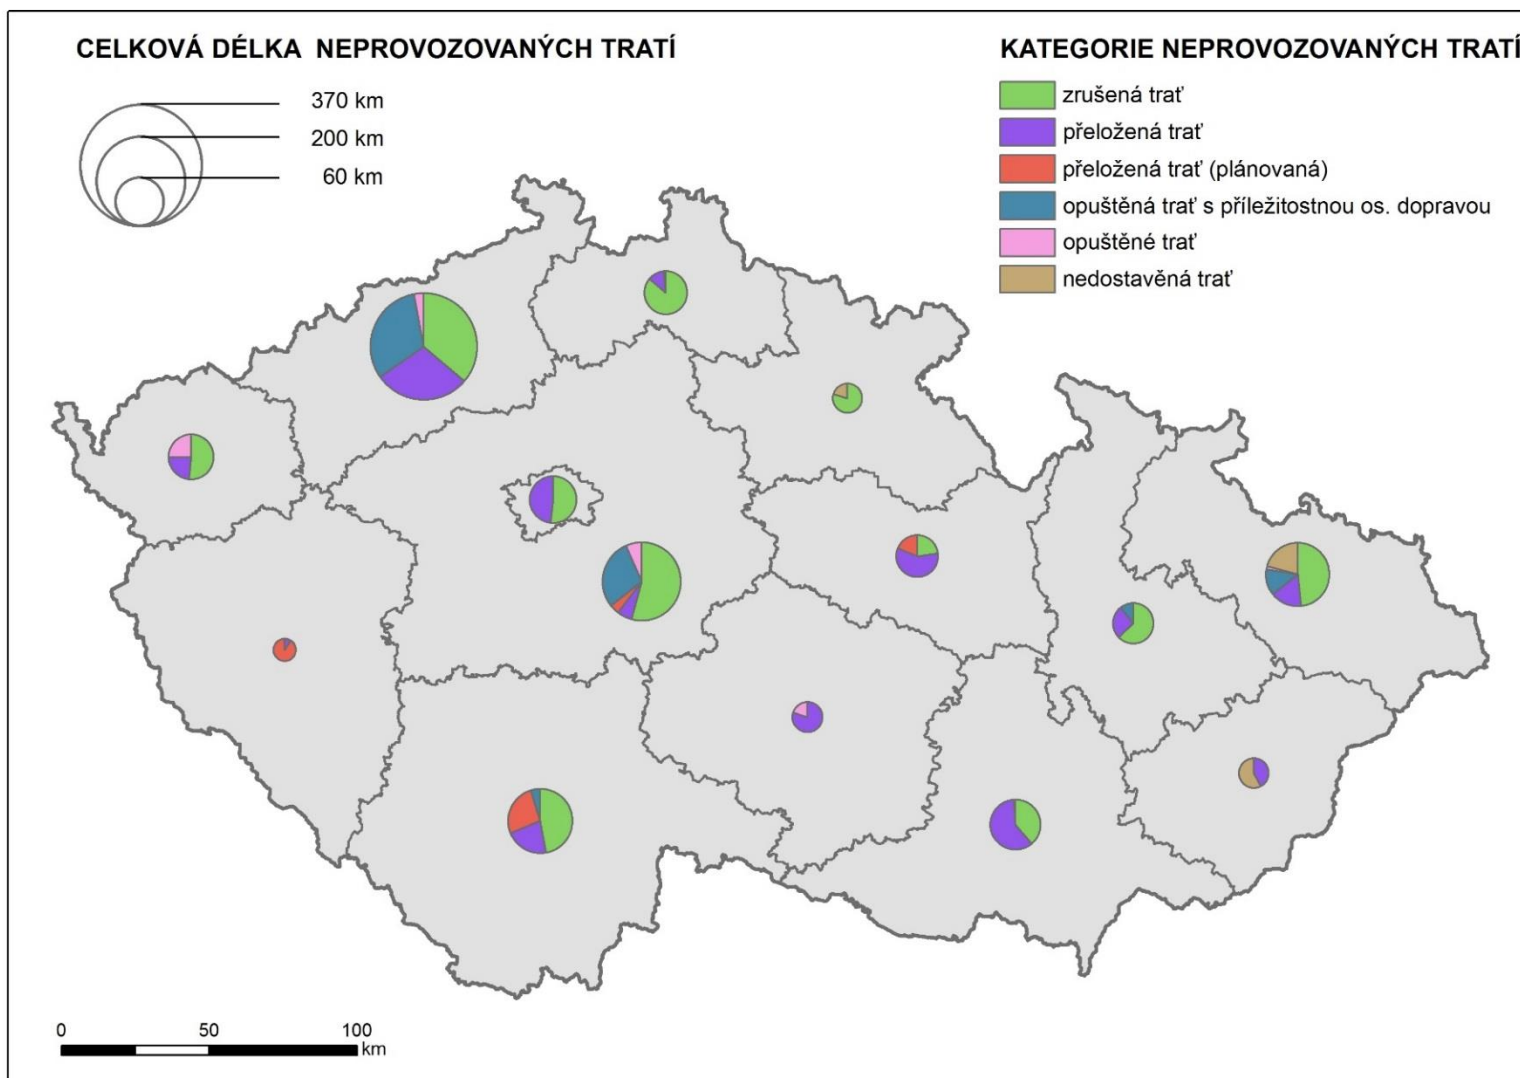 CELKOVÁ DÉLKA NEPROVOZOVANÝCH TRATÍ
370 km
200 km
60 km
KATEGORIE NEPROVOZOVANÝCH TRATÍ
zrušená trať
přeložená trať
přeložená trať (plánovaná)
opuštěná trať s příležitostnou os. dopravou
opuštěné trať
nedostavěná trať
0 50 100
km